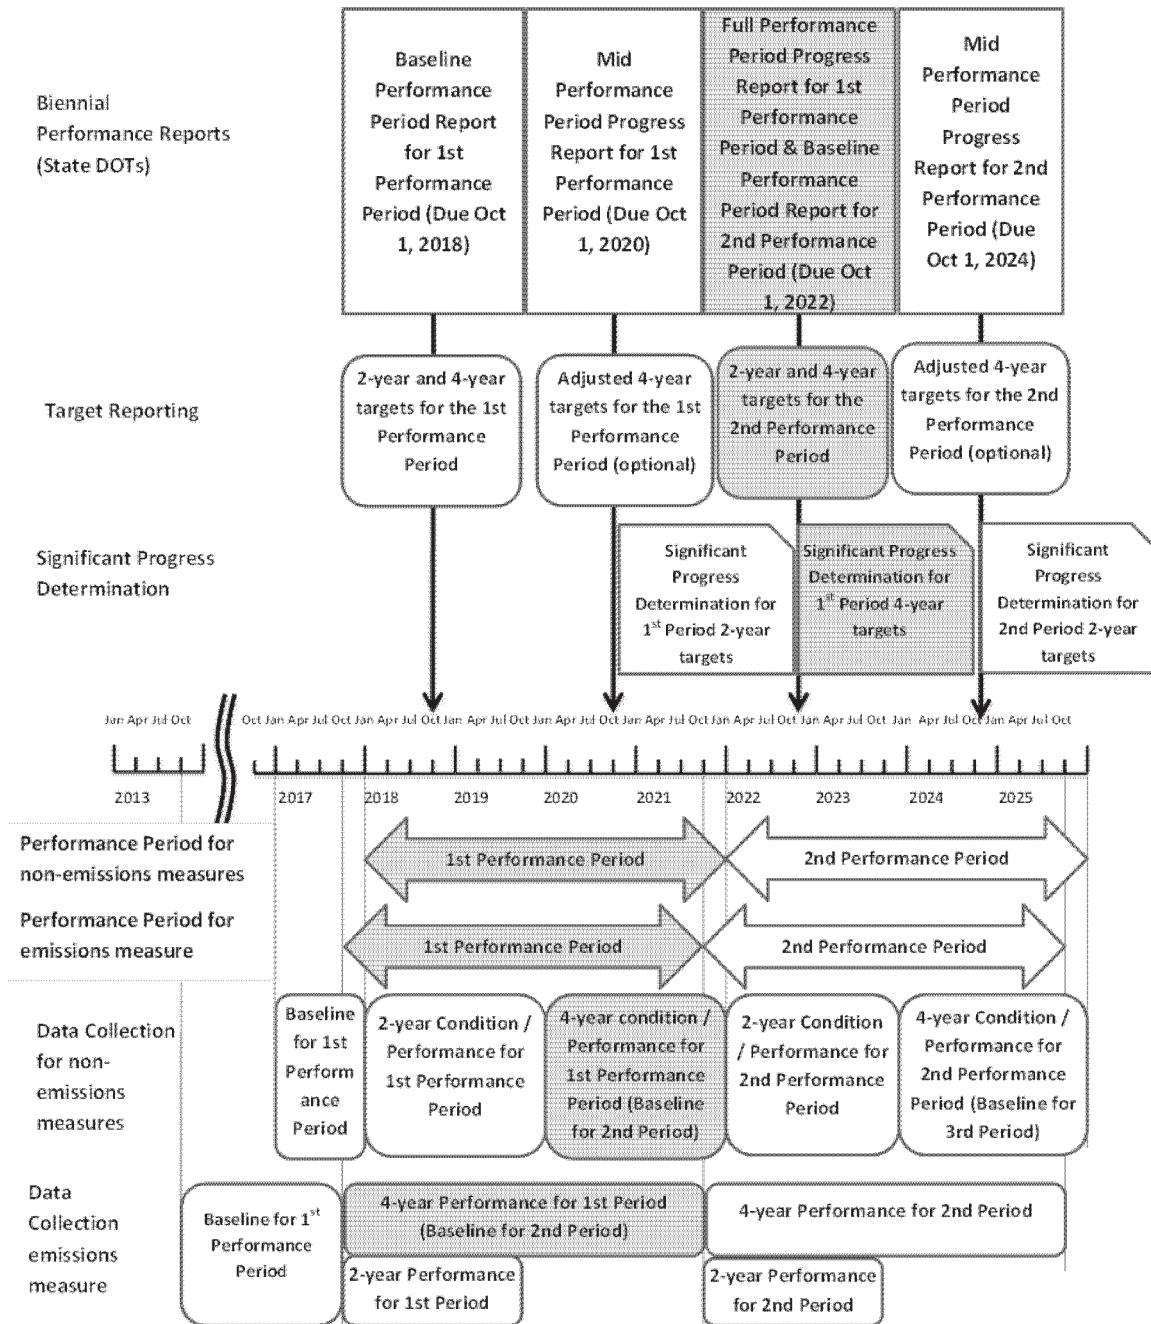 Biennial
Performance Reports
(State DOTs)
Baseline
Performance
Period Report
for 1st
Performance
Period (Due Oct
1, 2018)
Mid
Performance
Period Progress
Report for 1st
Performance
Period (Due Oct
1, 2020)
Full Performance
Period Progress
Report for 1st
Performance
Period & Baseline
Performance
Period Report for
2nd Performance
Period (Due Oct
1, 2022)
Mid
Performance
Period
Progress
Report for 2nd
Performance
Period (Due
Oct 1, 2024)
Target Reporting
2-year and 4-year
targets for the 1st
Performance
Period
Adjusted 4-year
targets for the 1st
Performance
Period (optional)
2-year and 4-year
targets for the
2nd Performance
Period
Adjusted 4-year
targets for the 2nd
Performance
Period (optional)
Significant Progress
Determination
Significant
Progress
Determination for
1st Period 2-year
targets
Significant Progress
Determination for
1st Period 4-year
targets
Significant
Progress
Determination for
2nd Period 2-year
targets
Jan Apr Jul Oct Oct Jan Apr Jul Oct Jan Apr Jul Oct Jan Apr Jul Oct Jan Apr Jul Oct Jan Apr Jul Oct Jan Apr Jul Oct Jan Apr Jul Oct Jan Apr Jul Oct Jan Apr Jul Oct
2013 2017 2018 2019 2020 2021 2022 2023 2024 2025
Performance Period for
non-emissions measures
1st Performance Period
2nd Performance Period
Performance Period for
emissions measure
1st Performance Period
2nd Performance Period
Data Collection
for non-
emissions
measures
Baseline
for 1st
Perform
ance
Period
2-year Condition /
Performance for
1st Performance
Period
4-year condition /
Performance for
1st Performance
Period (Baseline
for 2nd Period)
2-year Condition
/ Performance for
2nd Performance
Period
4-year Condition /
Performance for
2nd Performance
Period (Baseline for
3rd Period)
Data
Collection
emissions
measure
Baseline for 1st
Performance
Period
4-year Performance for 1st Period
(Baseline for 2nd Period)
4-year Performance for 2nd Period
2-year Performance
for 1st Period
2-year Performance
for 2nd Period